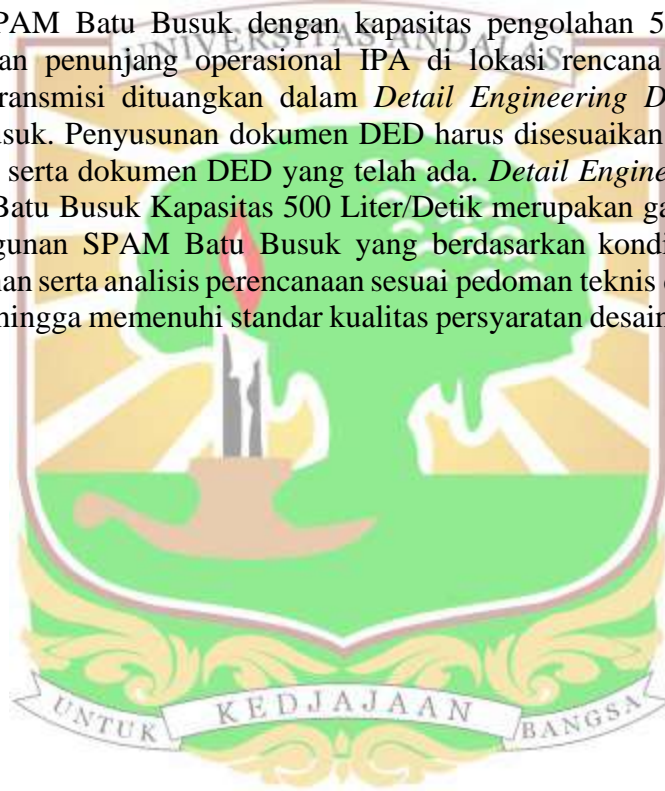 PAM Batu Busuk dengan kapasitas pengolahan 5
an penunjang operasional IPA di lokasi rencana
ransmisi dituangkan dalam Detail Engineering D
usuk. Penyusunan dokumen DED harus disesuaikan
serta dokumen DED yang telah ada. Detail Engine
Batu Busuk Kapasitas 500 Liter/Detik merupakan ga
gunan SPAM Batu Busuk yang berdasarkan kondi
an serta analisis perencanaan sesuai pedoman teknis
hingga memenuhi standar kualitas persyaratan desain
UNIVERSITAS ANDALAS
UNTUK KEDJAJAAN BANGSA